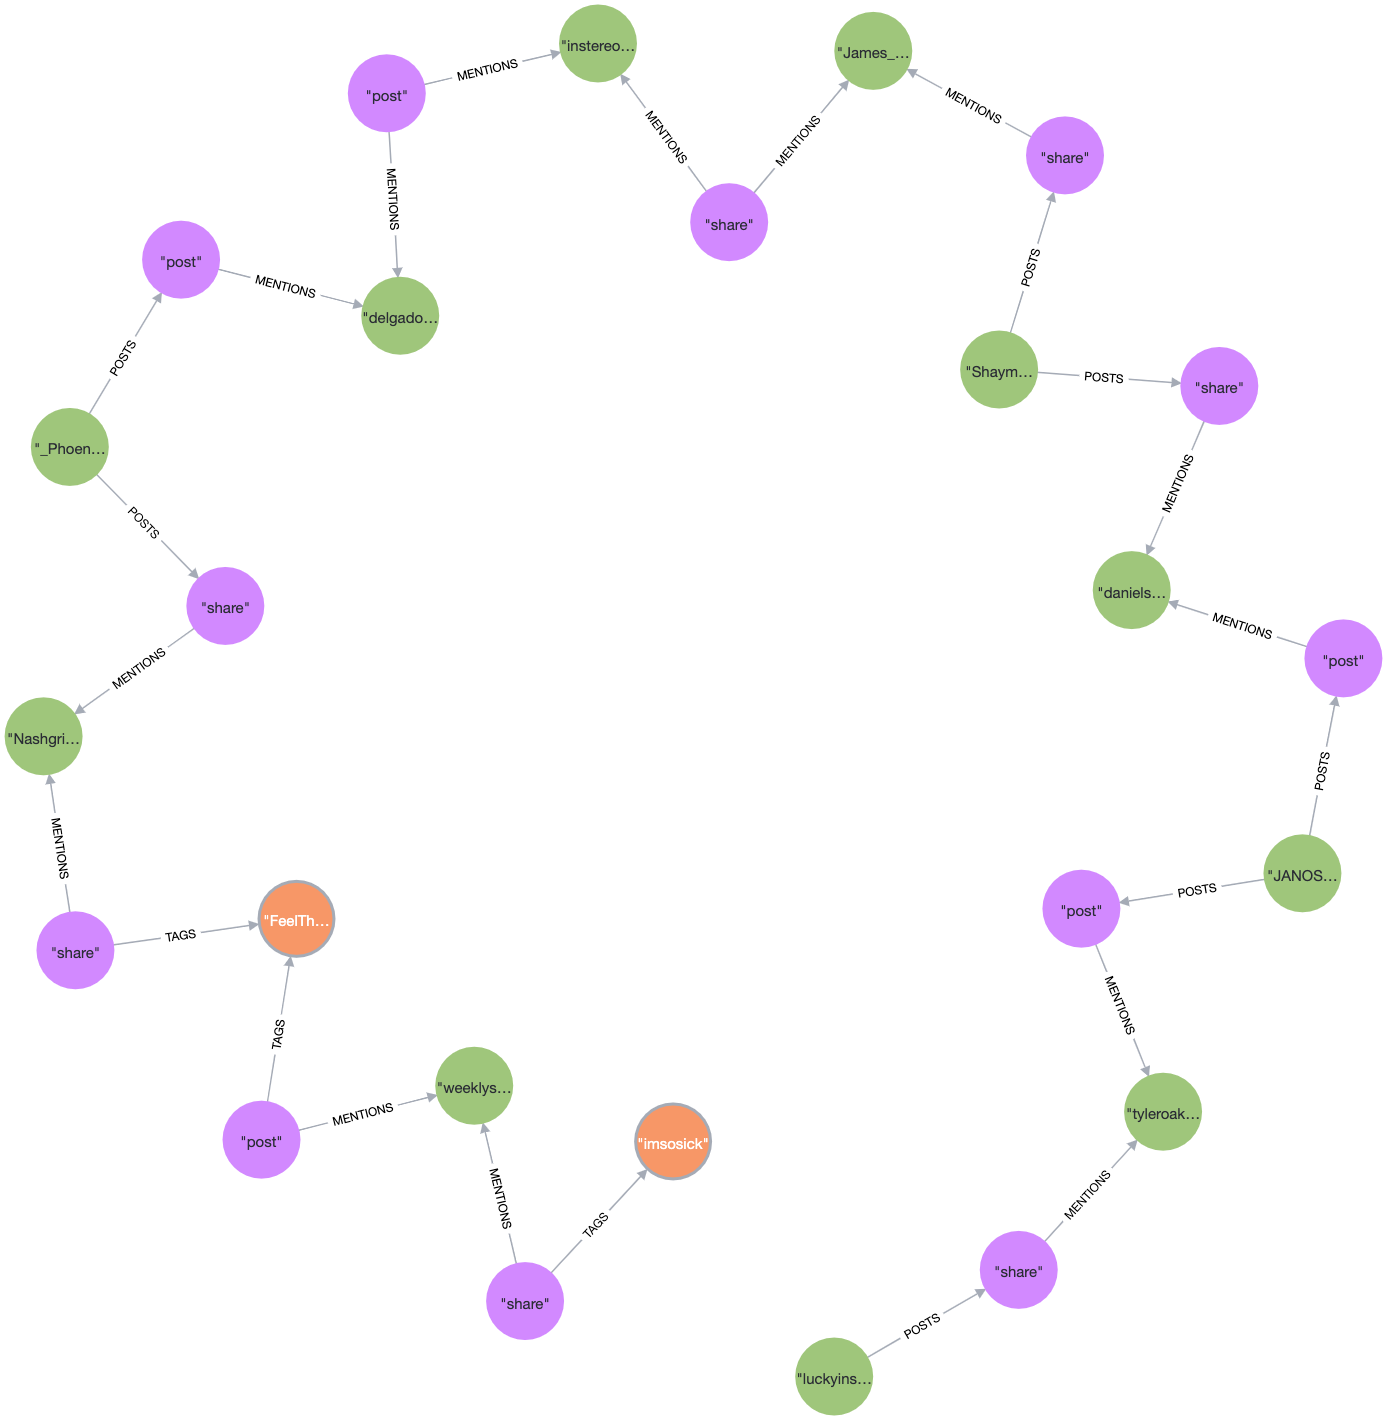 "instereo…
"James_…
MENTIONS
"post"
MENTIONS
MENTIONS
MENTIONS
"share"
MENTIONS
"share"
"post"
MENTIONS
"delgado…
POSTS
POSTS
"Shaym…
POSTS
"share"
"_Phoen…
POSTS
MENTIONS
"share"
"daniels…
MENTIONS
"post"
MENTIONS
"Nashgri…
POSTS
MENTIONS
"JANOS…
POSTS
"post"
"FeelTh…
TAGS
"share"
MENTIONS
TAGS
"weeklys…
MENTIONS
"post"
"imsosick"
"tyleroak…
MENTIONS
MENTIONS
TAGS
"share"
"share"
POSTS
"luckyins…